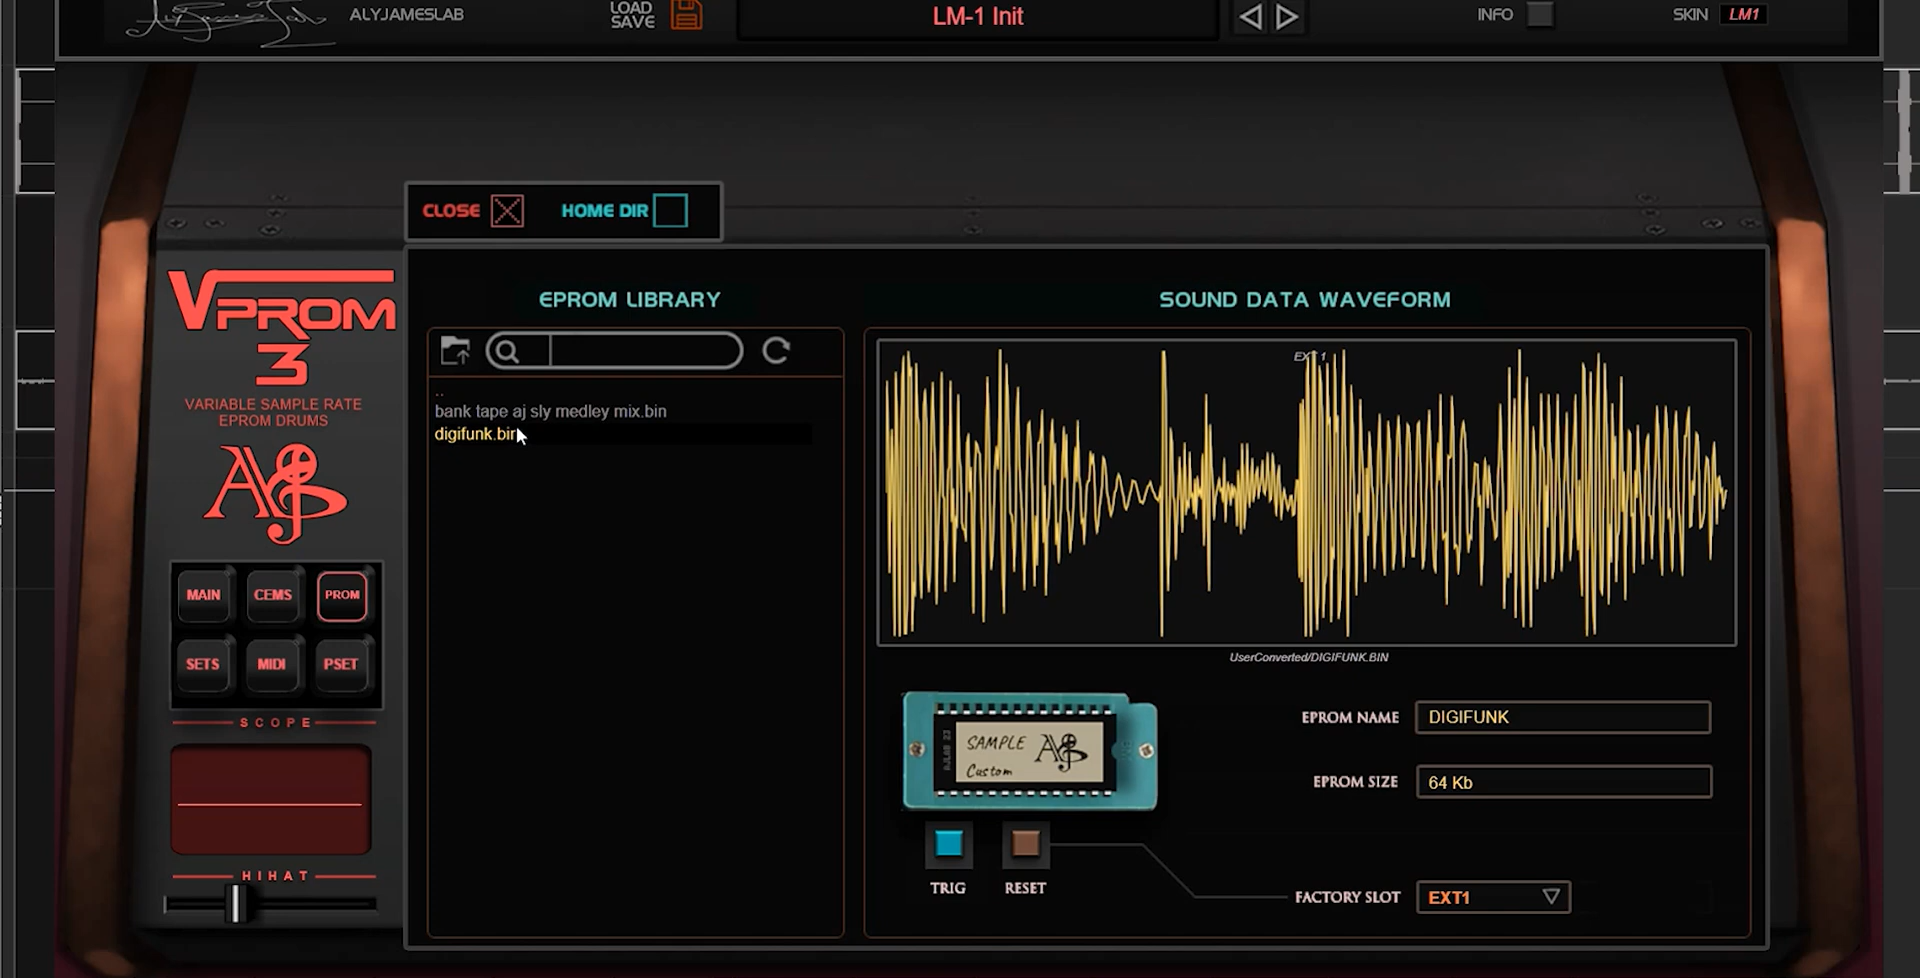 ALYJAMESLAB
LOAD
SAVE
LM-1 Init
INFO
SKIN
LM1
CLOSE
HOME DIR
VPROM
3
VARIABLE SAMPLE RATE
EPROM DRUMS
MAIN
CEMS
PROM
SETS
MIDI
PSET
SCOPE
HIHAT
EPROM LIBRARY
..
bank tape aj sly medley mix.bin
digifunk.bin
SOUND DATA WAVEFORM
EXT 1
UserConverted/DIGIFUNK.BIN
AJLAB 23
SAMPLE
Custom
TRIG
RESET
EPROM NAME
DIGIFUNK
EPROM SIZE
64 Kb
FACTORY SLOT
EXT1